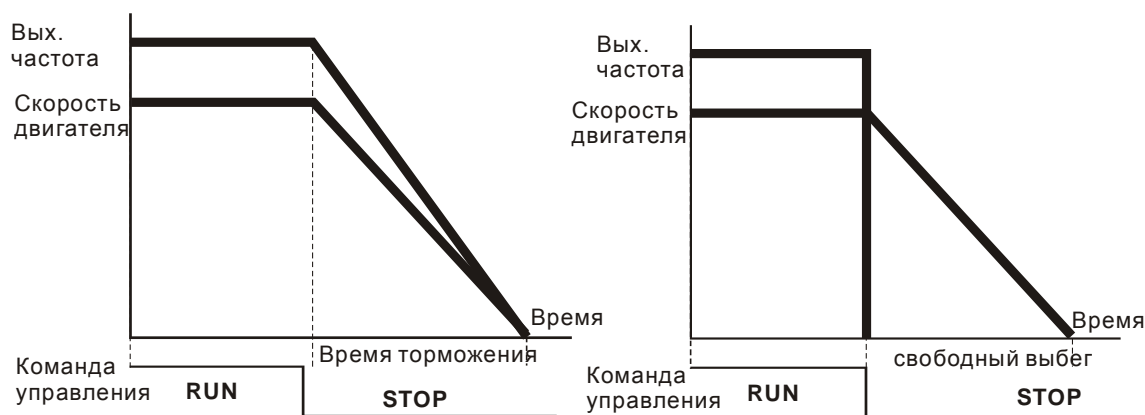 Вых.
частота
Скорость
двигателя
Время
Время торможения
Команда
управления
RUN
STOP
Вых.
частота
Скорость
двигателя
Время
свободный выбег
Команда
управления
RUN
STOP